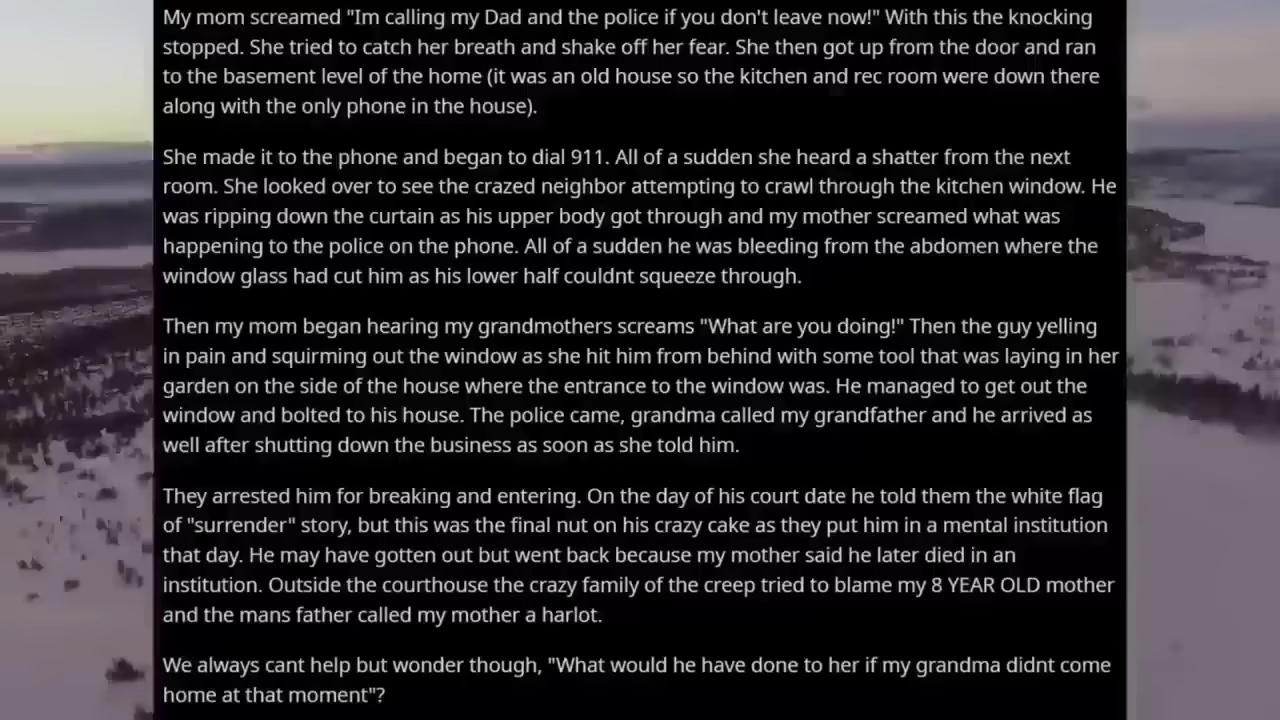 My mom screamed "Im calling my Dad and the police if you don't leave now!" With this the knocking
stopped. She tried to catch her breath and shake off her fear. She then got up from the door and ran
to the basement level of the home (it was an old house so the kitchen and rec room were down there
along with the only phone in the house).
She made it to the phone and began to dial 911. All of a sudden she heard a shatter from the next
room. She looked over to see the crazed neighbor attempting to crawl through the kitchen window. He
was ripping down the curtain as his upper body got through and my mother screamed what was
happening to the police on the phone. All of a sudden he was bleeding from the abdomen where the
window glass had cut him as his lower half couldnt squeeze through.
Then my mom began hearing my grandmothers screams "What are you doing!" Then the guy yelling
in pain and squirming out the window as she hit him from behind with some tool that was laying in her
garden on the side of the house where the entrance to the window was. He managed to get out the
window and bolted to his house. The police came, grandma called my grandfather and he arrived as
well after shutting down the business as soon as she told him.
They arrested him for breaking and entering. On the day of his court date he told them the white flag
of "surrender" story, but this was the final nut on his crazy cake as they put him in a mental institution
that day. He may have gotten out but went back because my mother said he later died in an
institution. Outside the courthouse the crazy family of the creep tried to blame my 8 YEAR OLD mother
and the mans father called my mother a harlot.
We always cant help but wonder though, "What would he have done to her if my grandma didnt come
home at that moment"?